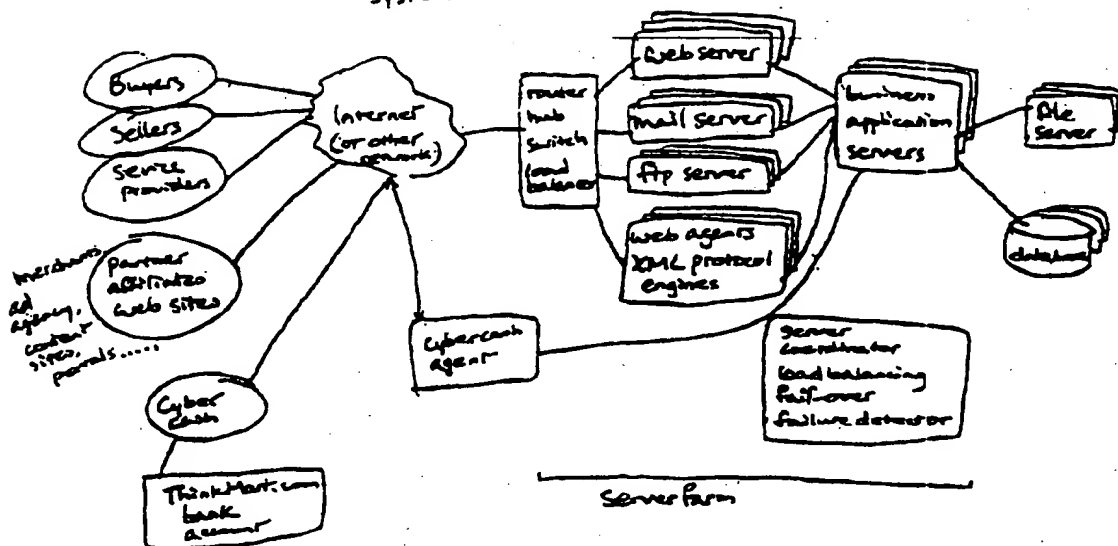 Buyers
Sellers
Service
providers
merchants
ad
agency,
content
sites,
portals.....
partner
affiliated
web sites
Cyber
cash
ThinkMart.com
bank
account
Internet
(or other
network)
Cybercash
agent
router
hub
switch
load
balancer
web server
mail server
ftp server
web agents
XML protocol
engines
business
application
servers
file
server
database
server
coordinator
load balancing
fail-over
failure detector
Server Farm